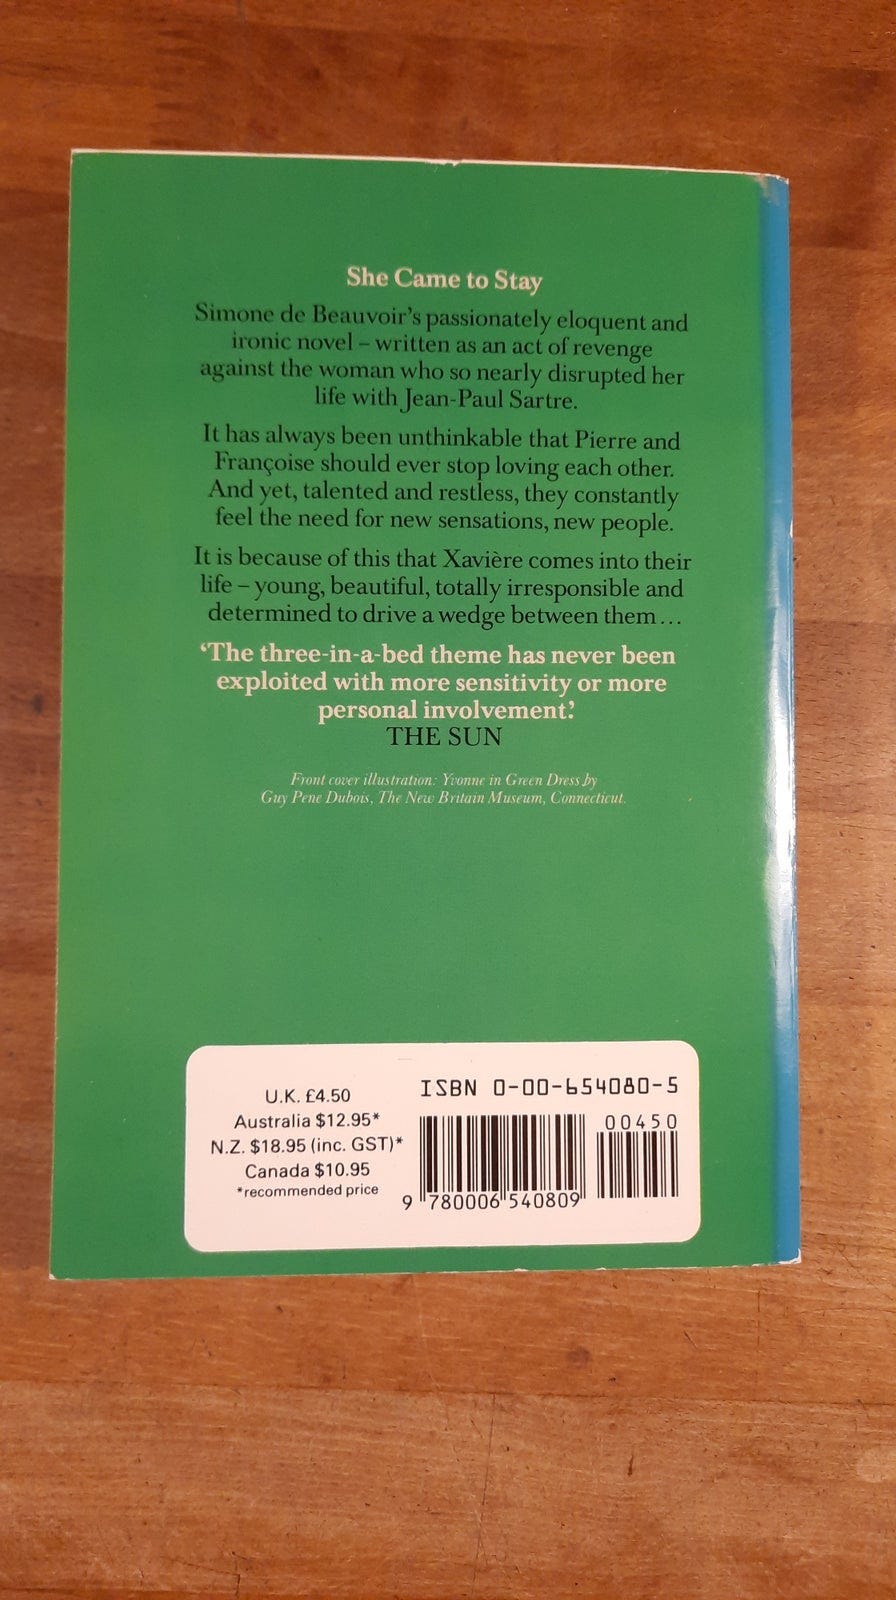 She Came to Stay
Simone de Beauvoir's passionately eloquent and
ironic novel – written as an act of revenge
against the woman who so nearly disrupted her
life with Jean-Paul Sartre.
It has always been unthinkable that Pierre and
Françoise should ever stop loving each other.
And yet, talented and restless, they constantly
feel the need for new sensations, new people.
It is because of this that Xavière comes into their
life – young, beautiful, totally irresponsible and
determined to drive a wedge between them...
'The three-in-a-bed theme has never been
exploited with more sensitivity or more
personal involvement.'
THE SUN
Front cover illustration: Yvonne in Green Dress by
Guy Pene Dubois, The New Britain Museum, Connecticut.
U.K. £4.50
Australia $12.95*
N.Z. $18.95 (inc. GST)*
Canada $10.95
*recommended price
ISBN 0-00-654080-5
00450
9 780006 540809